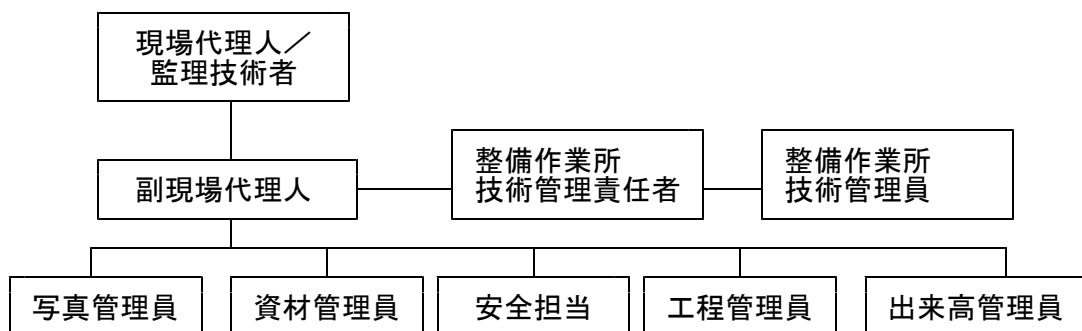 現場代理人／
監理技術者
副現場代理人
整備作業所
技術管理責任者
整備作業所
技術管理員
写真管理員
資材管理員
安全担当
工程管理員
出来高管理員